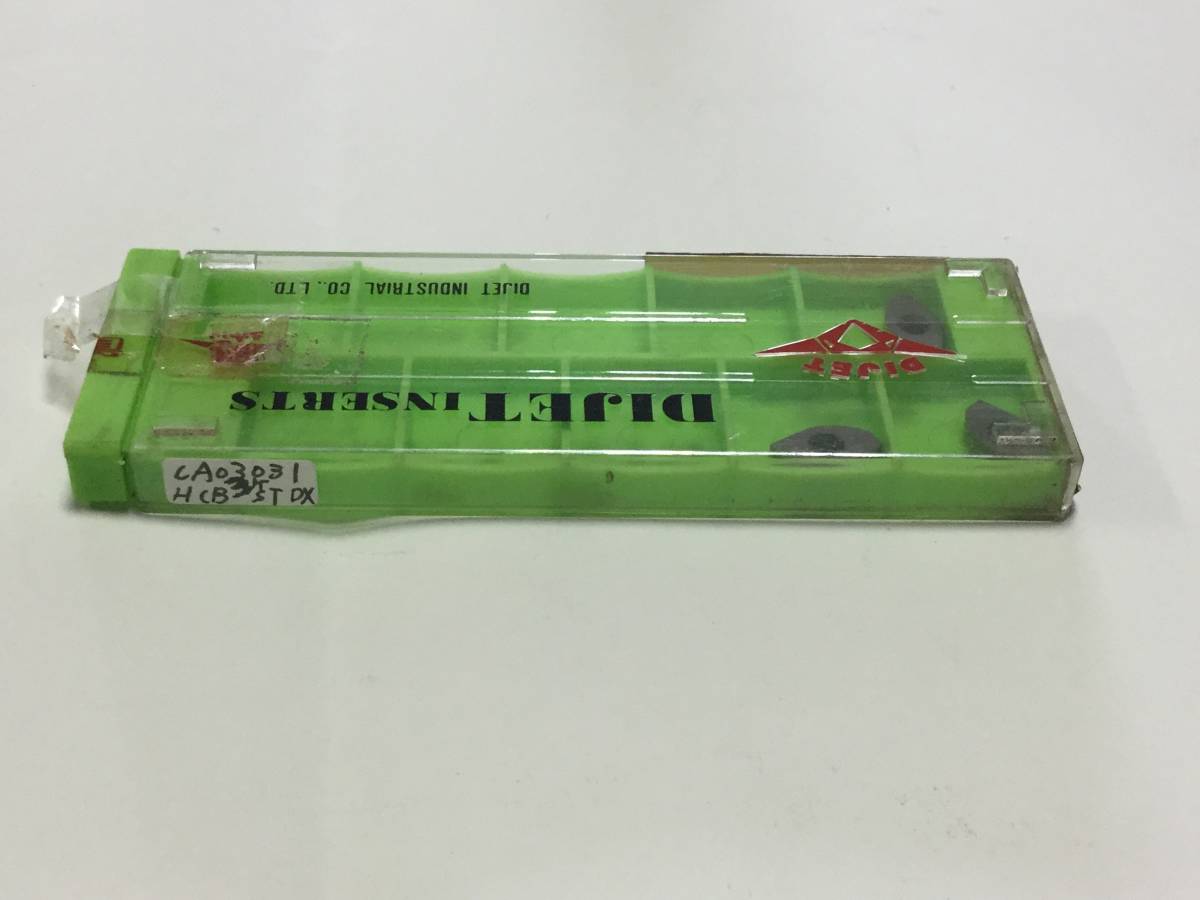 DIJET INDUSTRIAL CO., LTD.
DIJET
DIJET INSERTS
CA03031